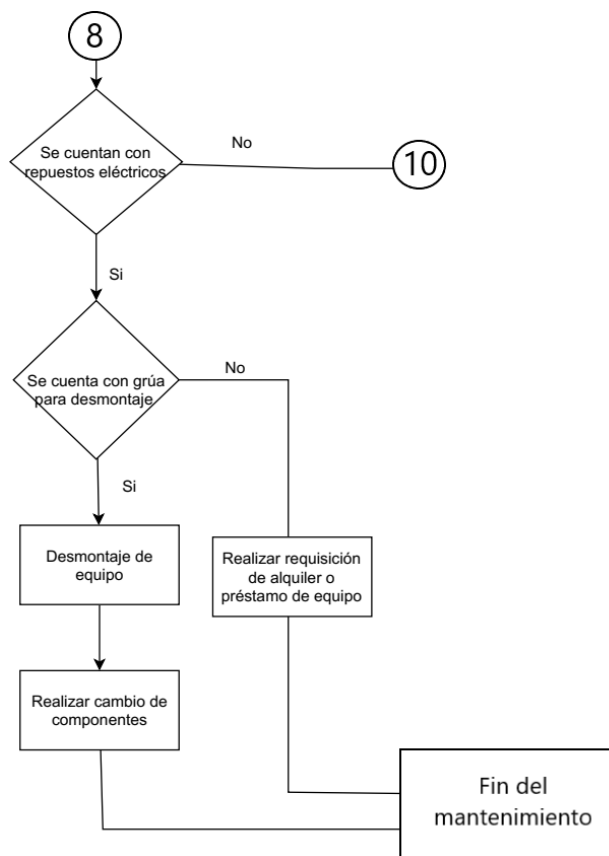 8
Se cuentan con
repuestos eléctricos
No
10
Si
Se cuenta con grúa
para desmontaje
No
Si
Desmontaje de
equipo
Realizar requisición
de alquiler o
préstamo de equipo
Realizar cambio de
componentes
Fin del
mantenimiento